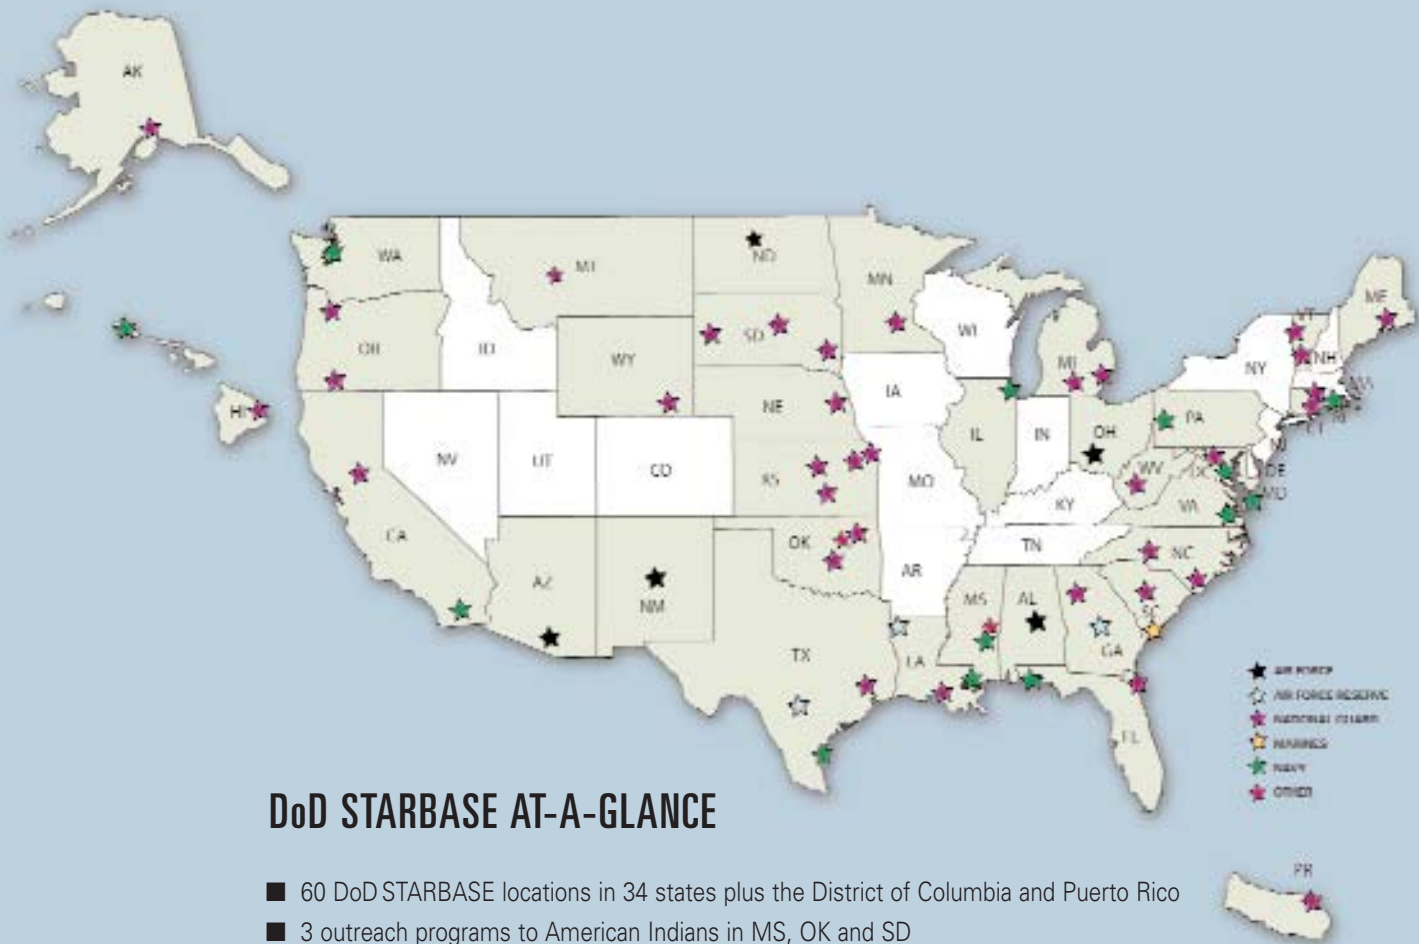 AK
WA
MT
ND
MN
ME
VT
OR
ID
SD
WI
MI
NH
WY
NY
MA
IA
NE
PA
NV
UT
CO
IL
IN
OH
KS
MO
WV
DE
MD
KY
VA
CA
AZ
NM
OK
AR
TN
NC
MS
AL
SC
GA
TX
LA
FL
HI
AIR FORCE
AIR FORCE RESERVE
NATIONAL GUARD
MARINES
NAVY
OTHER
DoD STARBASE AT-A-GLANCE
■ 60 DoD STARBASE locations in 34 states plus the District of Columbia and Puerto Rico
PR
■ 3 outreach programs to American Indians in MS, OK and SD